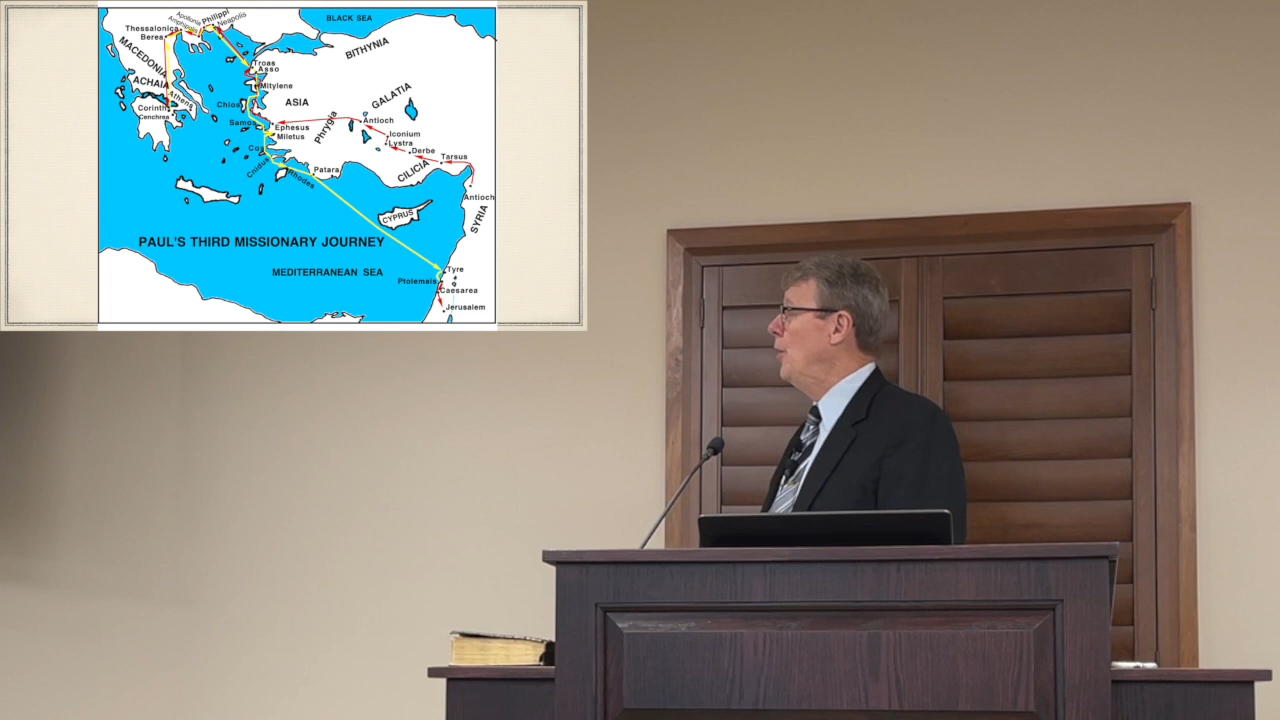 BLACK SEA
Philippi
Apollonia
Neapolis
Amphipolis
Thessalonica
Berea
BITHYNIA
MACEDONIA
Troas
Asso
ACHAIA
Mitylene
GALATIA
Athens
ASIA
Chios
Corinth
Cenchrea
Phrygia
Antioch
Samos
Ephesus
Miletus
Iconium
Lystra
Cos
Derbe
Tarsus
Cnidus
Patara
CILICIA
Rhodes
Antioch
CYPRUS
SYRIA
PAUL'S THIRD MISSIONARY JOURNEY
MEDITERRANEAN SEA
Tyre
Ptolemais
Caesarea
Jerusalem